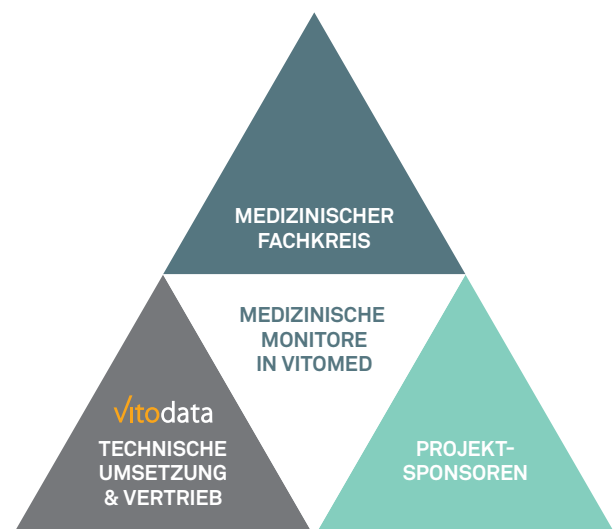 MEDIZINISCHER
FACHKREIS
MEDIZINISCHE
MONITORE
IN VITOMED
vitodata
TECHNISCHE
UMSETZUNG
& VERTRIEB
PROJEKT-
SPONSOREN